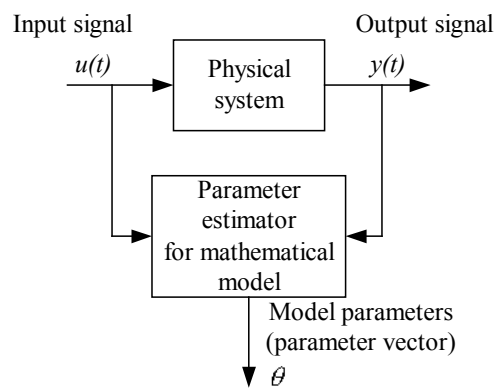 Input signal
Output signal
u(t)
Physical
system
y(t)
Parameter
estimator
for mathematical
model
Model parameters
(parameter vector)
θ